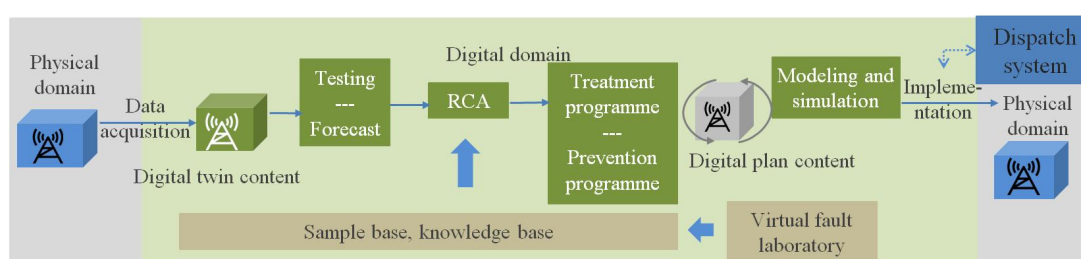 Physical
domain
Data
acquisition
Digital twin content
Testing
---
Forecast
Digital domain
RCA
Treatment
programme
---
Prevention
programme
Digital plan content
Modeling and
simulation
Impleme-
ntation
Dispatch
system
Physical
domain
Sample base, knowledge base
Virtual fault
laboratory